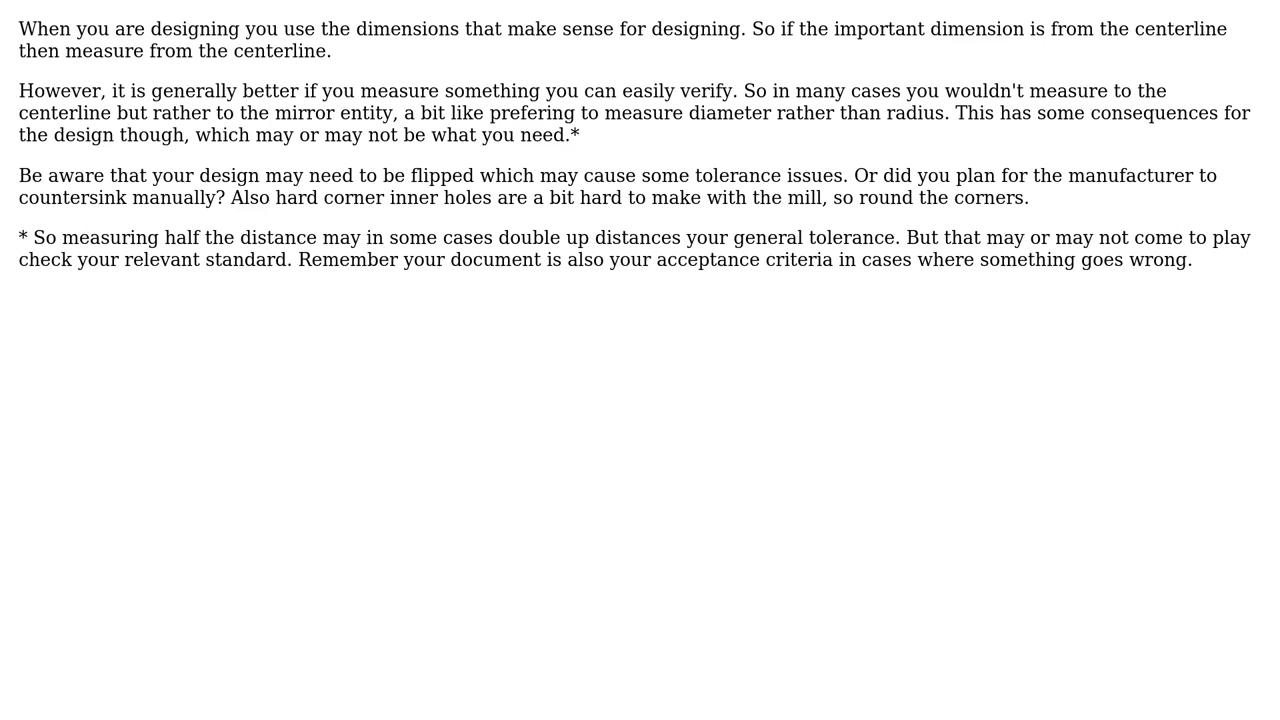 When you are designing you use the dimensions that make sense for designing. So if the important dimension is from the centerline
then measure from the centerline.
However, it is generally better if you measure something you can easily verify. So in many cases you wouldn't measure to the
centerline but rather to the mirror entity, a bit like prefering to measure diameter rather than radius. This has some consequences for
the design though, which may or may not be what you need.*
Be aware that your design may need to be flipped which may cause some tolerance issues. Or did you plan for the manufacturer to
countersink manually? Also hard corner inner holes are a bit hard to make with the mill, so round the corners.
* So measuring half the distance may in some cases double up distances your general tolerance. But that may or may not come to play
check your relevant standard. Remember your document is also your acceptance criteria in cases where something goes wrong.